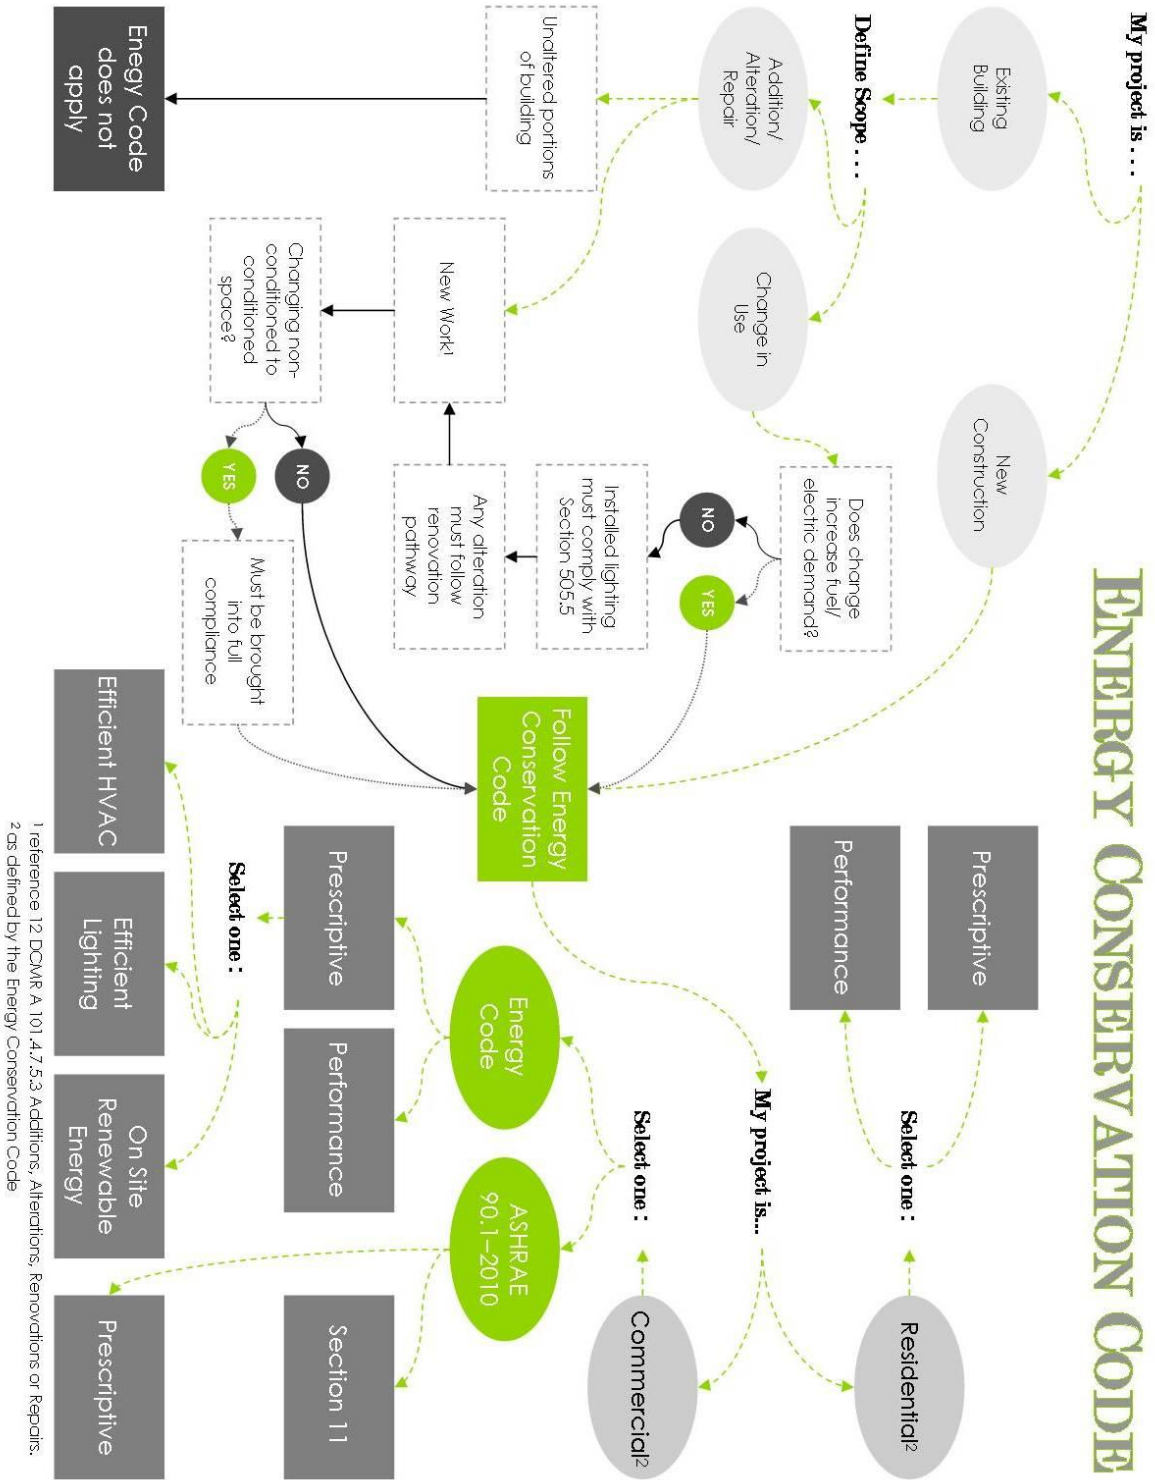 ENERGY CONSERVATION CODE
My project is . . .
Existing
Building
New
Construction
Define Scope . . .
Addition/
Alteration/
Repair
Change in
Use
Does change
increase fuel/
electric demand?
NO
YES
Unaltered portions
of building
Installed lighting
must comply with
Section 505.5
New Work¹
Any alteration
must follow
renovation
pathway
Changing non-
conditioned to
conditioned
space?
NO
YES
Must be brought
into full
compliance
Enegy Code
does not
apply
Follow Energy
Conservation
Code
My project is...
Residential²
Select one :
Prescriptive
Performance
Commercial²
Select one :
Energy
Code
ASHRAE
90.1–2010
Prescriptive
Performance
Section 11
Select one :
Efficient HVAC
Efficient
Lighting
On Site
Renewable
Energy
Prescriptive
¹ reference 12 DCMR A 101.4.7.5.3 Additions, Alterations, Renovations or Repairs.
² as defined by the Energy Conservation Code